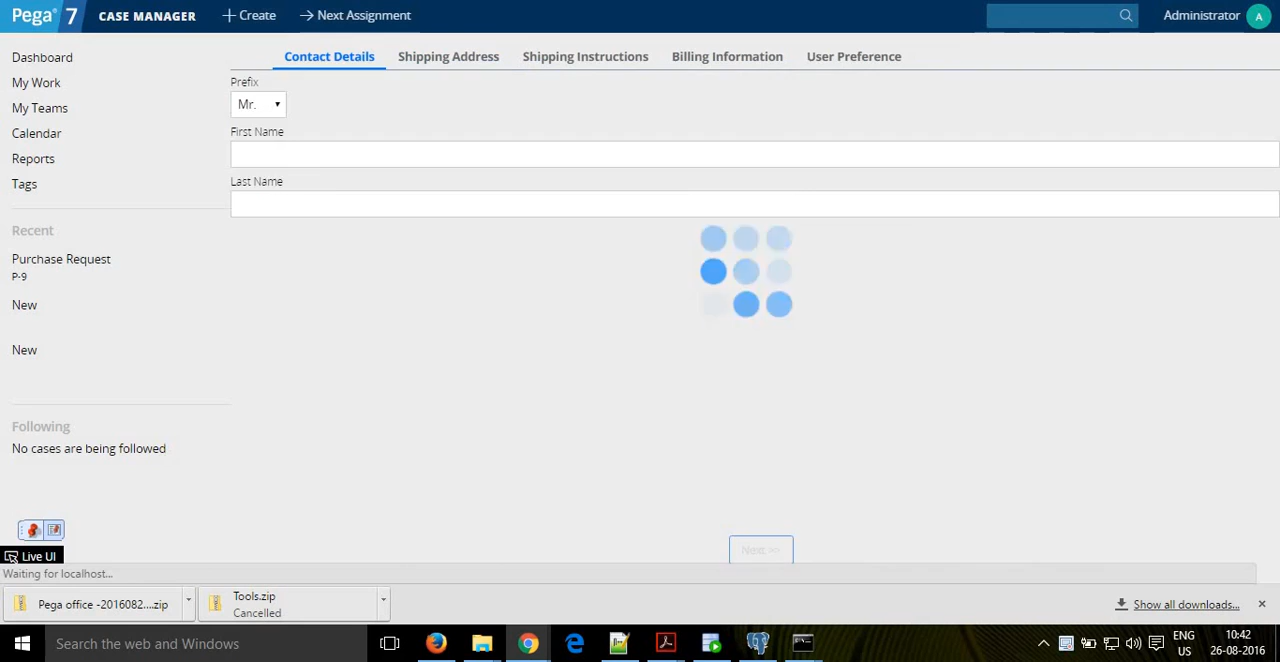 Pega 7 CASE MANAGER + Create → Next Assignment Administrator A
Contact Details Shipping Address Shipping Instructions Billing Information User Preference
Dashboard
My Work
My Teams
Calendar
Reports
Tags
Recent
Purchase Request
P-9
New
New
Following
No cases are being followed
Prefix
Mr.
First Name
Last Name
Next >>
Live UI
Waiting for localhost...
Pega office -2016082....zip
Tools.zip
Cancelled
Show all downloads...
Search the web and Windows
ENG
US
10:42
26-08-2016